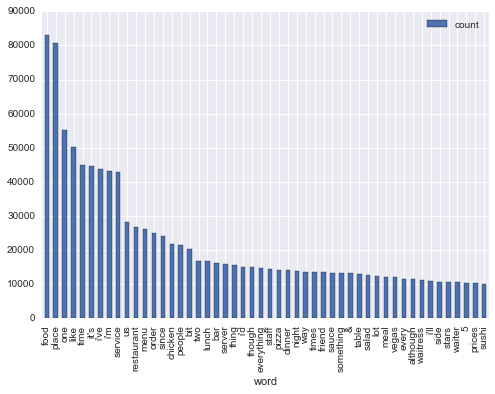 90000
80000
70000
60000
50000
40000
30000
20000
10000
0
count
food
place
one
like
time
it's
i've
i'm
service
us
restaurant
menu
order
since
chicken
people
bit
two
lunch
bar
server
thing
i'd
though
everything
staff
pizza
dinner
night
way
times
friend
sauce
something
&
table
salad
lot
meal
vegas
every
although
waitress
i'll
side
stars
waiter
5
prices
sushi
word